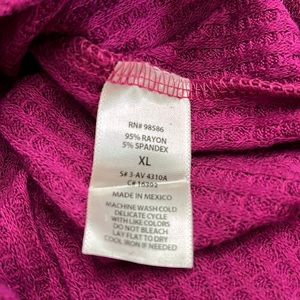 RN# 98586
95% RAYON
5% SPANDEX
XL
S# 3-AV 4310A
C# 16392
MADE IN MEXICO
MACHINE WASH COLD
DELICATE CYCLE
WITH LIKE COLORS
DO NOT BLEACH
LAY FLAT TO DRY
COOL IRON IF NEEDED